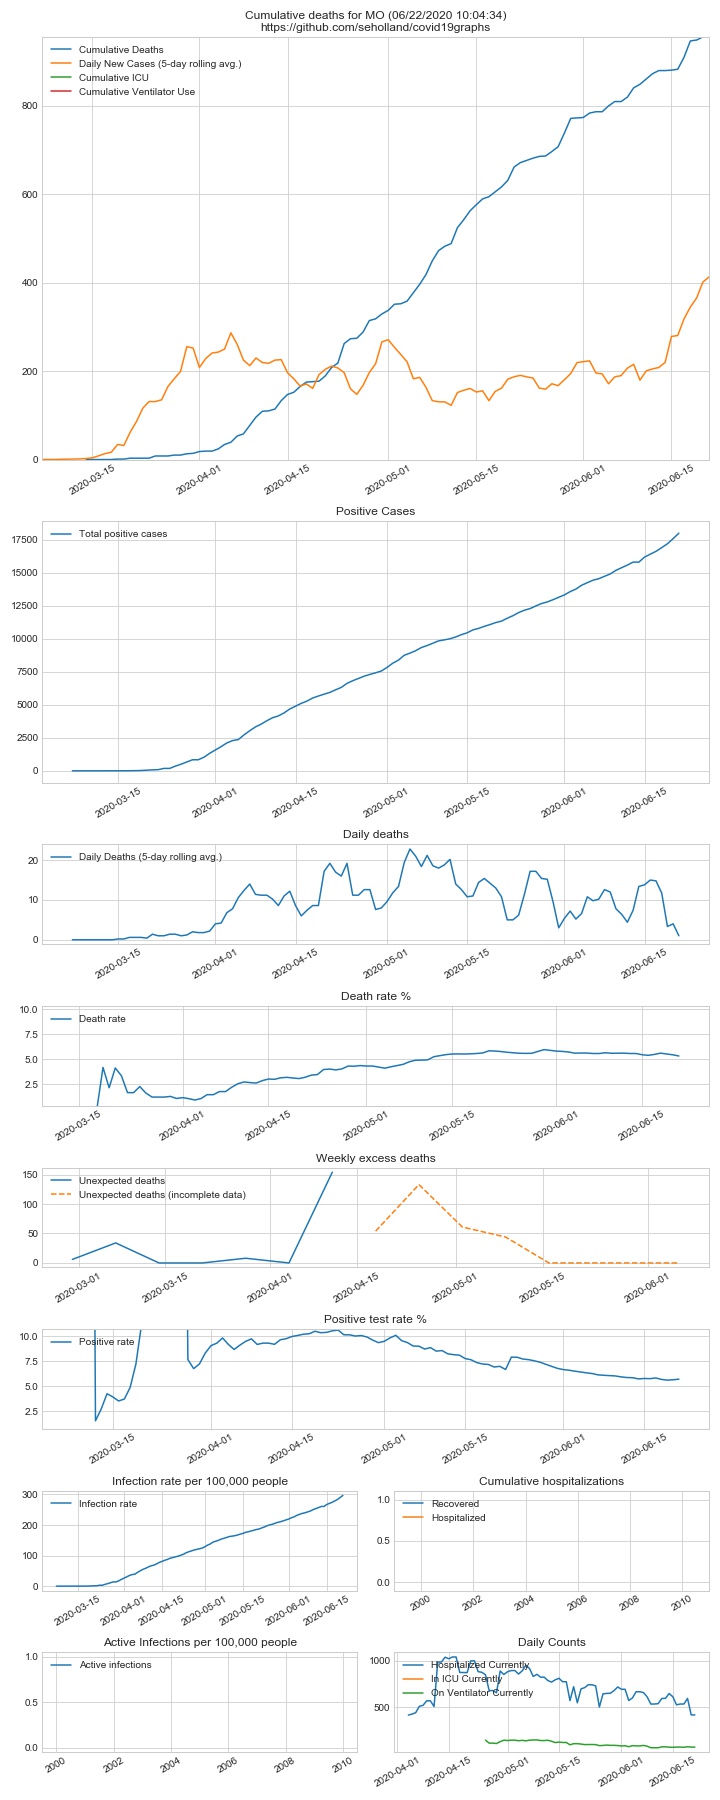 Cumulative deaths for MO (06/22/2020 10:04:34)
https://github.com/seholland/covid19graphs
Cumulative Deaths
Daily New Cases (5-day rolling avg.)
Cumulative ICU
Cumulative Ventilator Use
800
600
400
200
0
2020-03-15 2020-04-01 2020-04-15 2020-05-01 2020-05-15 2020-06-01 2020-06-15
Positive Cases
Total positive cases
17500
15000
12500
10000
7500
5000
2500
0
2020-03-15 2020-04-01 2020-04-15 2020-05-01 2020-05-15 2020-06-01 2020-06-15
Daily deaths
Daily Deaths (5-day rolling avg.)
20
10
0
2020-03-15 2020-04-01 2020-04-15 2020-05-01 2020-05-15 2020-06-01 2020-06-15
Death rate %
10.0
Death rate
7.5
5.0
2.5
2020-03-15 2020-04-01 2020-04-15 2020-05-01 2020-05-15 2020-06-01 2020-06-15
Weekly excess deaths
150
Unexpected deaths
Unexpected deaths (incomplete data)
100
50
0
2020-03-01 2020-03-15 2020-04-01 2020-04-15 2020-05-01 2020-05-15 2020-06-01
Positive test rate %
10.0
Positive rate
7.5
5.0
2.5
2020-03-15 2020-04-01 2020-04-15 2020-05-01 2020-05-15 2020-06-01 2020-06-15
Infection rate per 100,000 people
300
Infection rate
200
100
0
2020-03-15 2020-04-01 2020-04-15 2020-05-01 2020-05-15 2020-06-01 2020-06-15
Cumulative hospitalizations
1.0
Recovered
Hospitalized
0.5
0.0
2000 2002 2004 2006 2008 2010
Active Infections per 100,000 people
1.0
Active infections
0.5
0.0
2000 2002 2004 2006 2008 2010
Daily Counts
1000
Hospitalized Currently
In ICU Currently
On Ventilator Currently
500
2020-04-01 2020-04-15 2020-05-01 2020-05-15 2020-06-01 2020-06-15